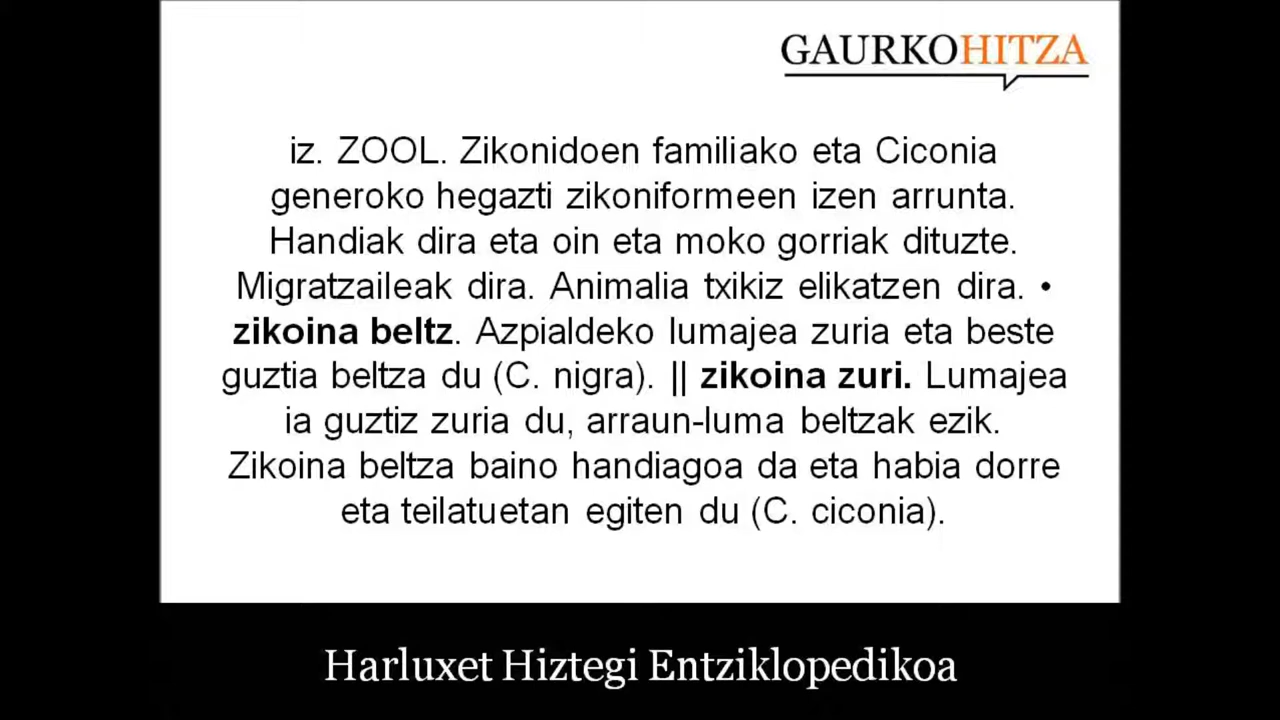 GAURKOHITZA
iz. ZOOL. Zikonidoen familiako eta Ciconia
generoko hegazti zikoniformeen izen arrunta.
Handiak dira eta oin eta moko gorriak dituzte.
Migratzaileak dira. Animalia txikiz elikatzen dira. •
zikoina beltz. Azpialdeko lumajea zuria eta beste
guztia beltza du (C. nigra). || zikoina zuri. Lumajea
ia guztiz zuria du, arraun-luma beltzak ezik.
Zikoina beltza baino handiagoa da eta habia dorre
eta teilatuetan egiten du (C. ciconia).
Harluxet Hiztegi Entziklopedikoa